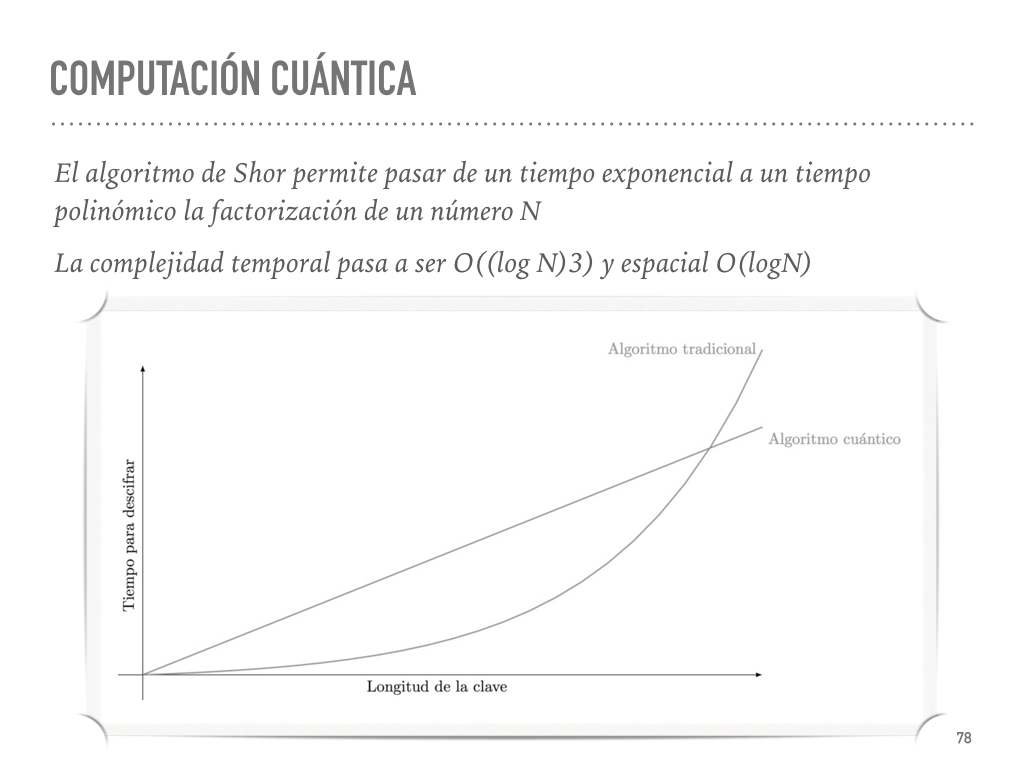 COMPUTACIÓN CUÁNTICA
El algoritmo de Shor permite pasar de un tiempo exponencial a un tiempo
polinómico la factorización de un número N
La complejidad temporal pasa a ser O((log N)3) y espacial O(logN)
Algoritmo tradicional
Algoritmo cuántico
Tiempo para descifrar
Longitud de la clave
78